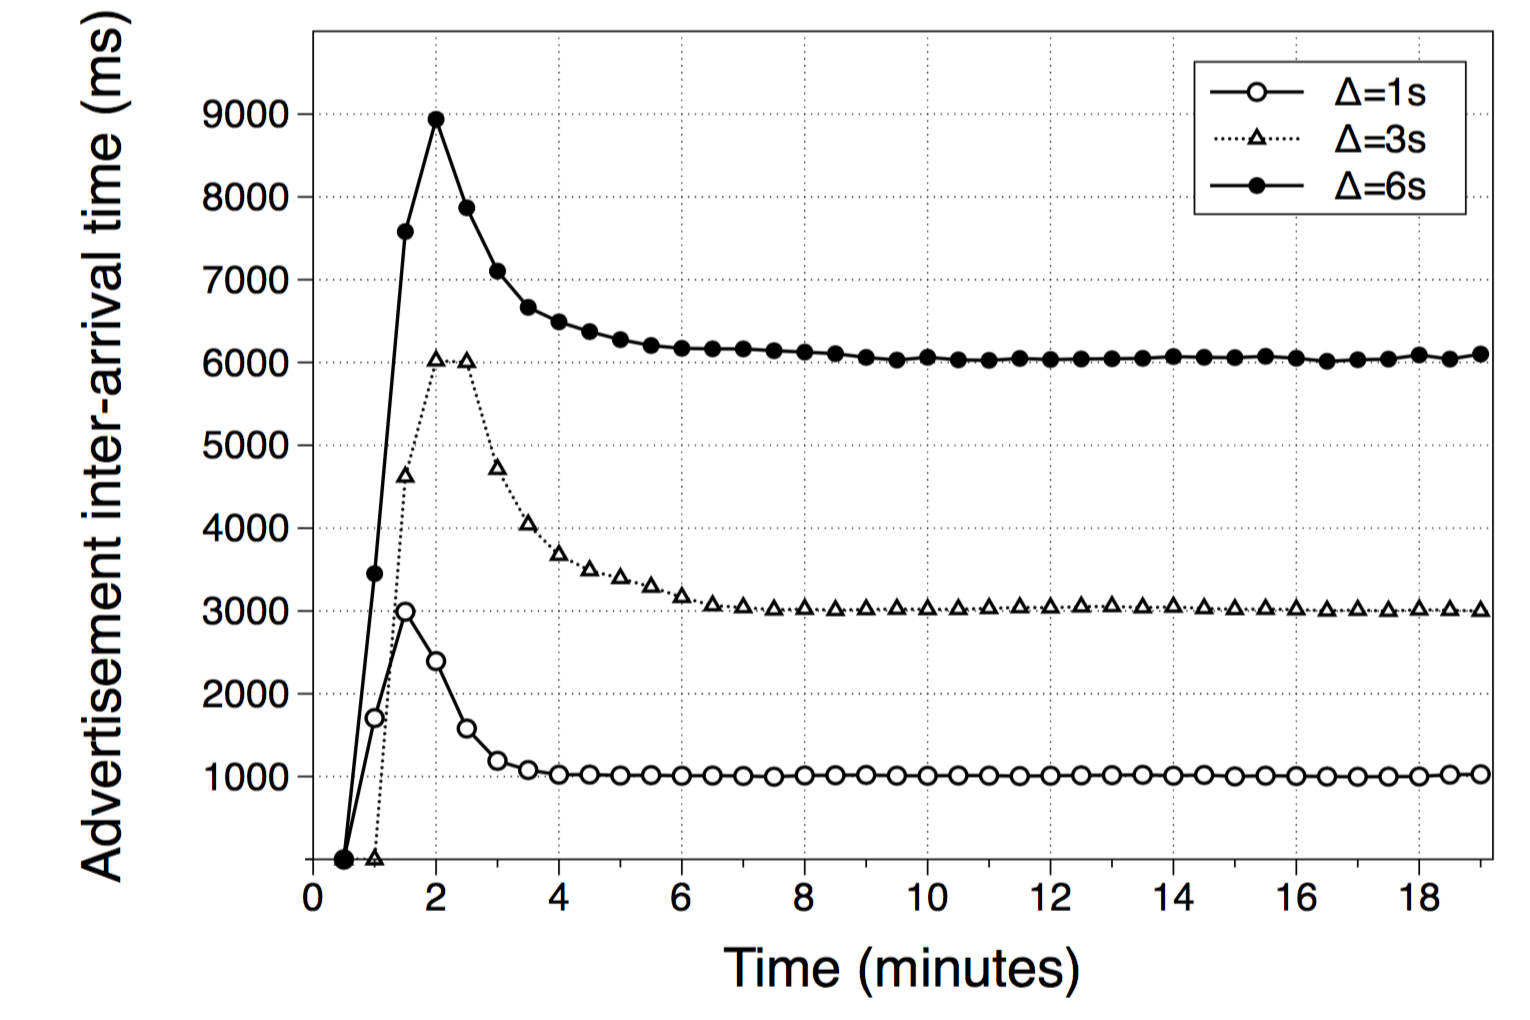 Advertisement inter-arrival time (ms)
9000
8000
7000
6000
5000
4000
3000
2000
1000
Δ=1s
Δ=3s
Δ=6s
0 2 4 6 8 10 12 14 16 18
Time (minutes)